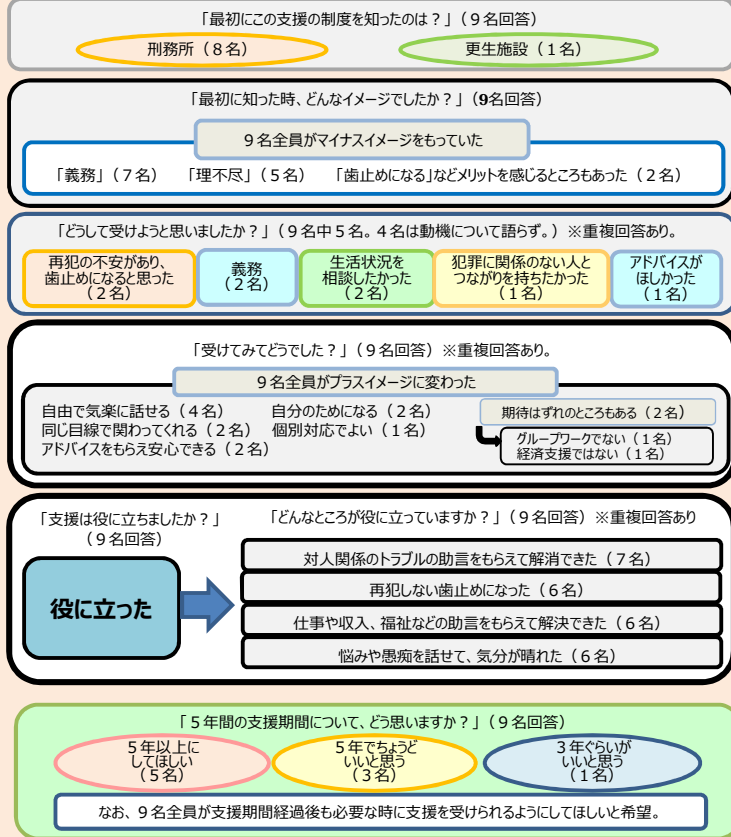 「最初にこの支援の制度を知ったのは？」（９名回答）
刑務所（８名）
更生施設（１名）
「最初に知った時、どんなイメージでしたか？」（9名回答）
９名全員がマイナスイメージをもっていた
「義務」（７名）　「理不尽」（５名）　「歯止めになる」などメリットを感じるところもあった（２名）
「どうして受けようと思いましたか？」（９名中５名。４名は動機について語らず。）※重複回答あり。
再犯の不安があり、
歯止めになると思った
（２名）
義務
（２名）
生活状況を
相談したかった
（２名）
犯罪に関係のない人と
つながりを持ちたかった
（１名）
アドバイスが
ほしかった
（１名）
「受けてみてどうでした？」（９名回答）※重複回答あり。
９名全員がプラスイメージに変わった
自由で気楽に話せる（４名）
同じ目線で関わってくれる（２名）
アドバイスをもらえ安心できる（２名）
自分のためになる（２名）
個別対応でよい（１名）
期待はずれのところもある（２名）
グループワークでない（１名）
経済支援ではない（１名）
「支援は役に立ちましたか？」
（９名回答）
役に立った
「どんなところが役に立っていますか？」（９名回答）※重複回答あり
対人関係のトラブルの助言をもらえて解消できた（７名）
再犯しない歯止めになった（６名）
仕事や収入、福祉などの助言をもらえて解決できた（６名）
悩みや愚痴を話せて、気分が晴れた（６名）
「５年間の支援期間について、どう思いますか？」（９名回答）
５年以上に
してほしい
（５名）
５年でちょうど
いいと思う
（３名）
３年ぐらいが
いいと思う
（１名）
なお、９名全員が支援期間経過後も必要な時に支援を受けられるようにしてほしいと希望。